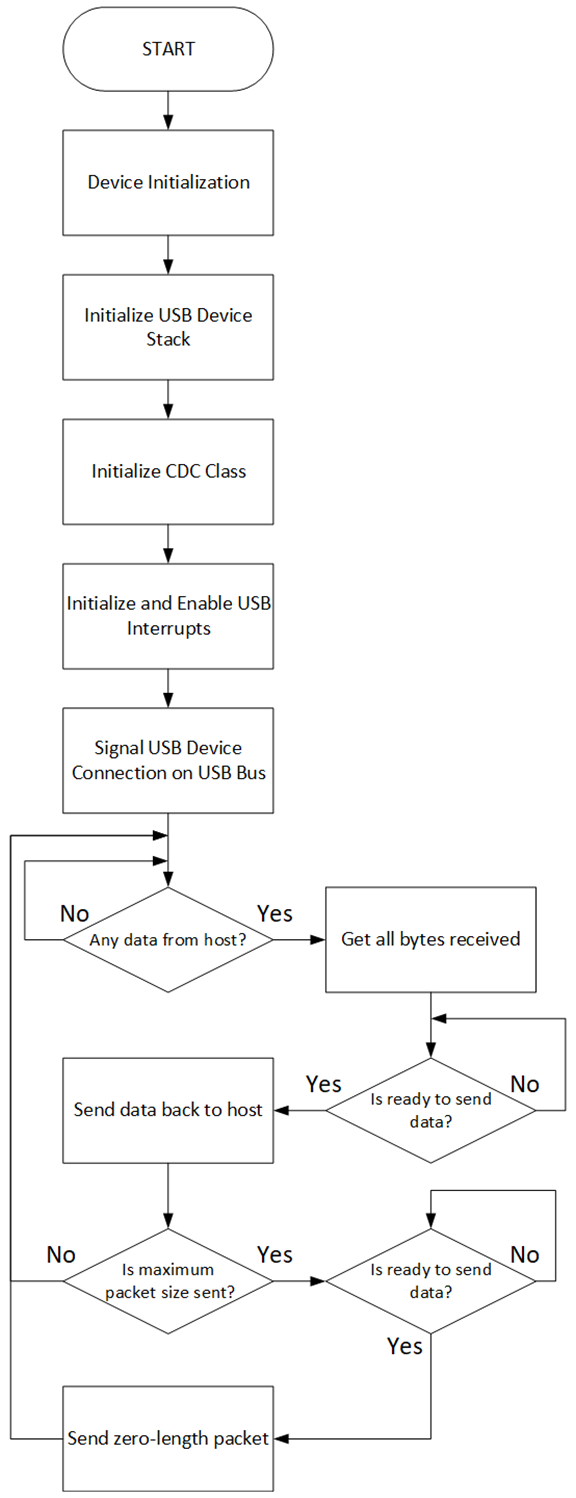 START
Device Initialization
Initialize USB Device
Stack
Initialize CDC Class
Initialize and Enable USB
Interrupts
Signal USB Device
Connection on USB Bus
No
Any data from host?
Yes
Get all bytes received
Send data back to host
Yes
Is ready to send
data?
No
No
Is maximum
packet size sent?
Yes
Is ready to send
data?
No
Yes
Send zero-length packet